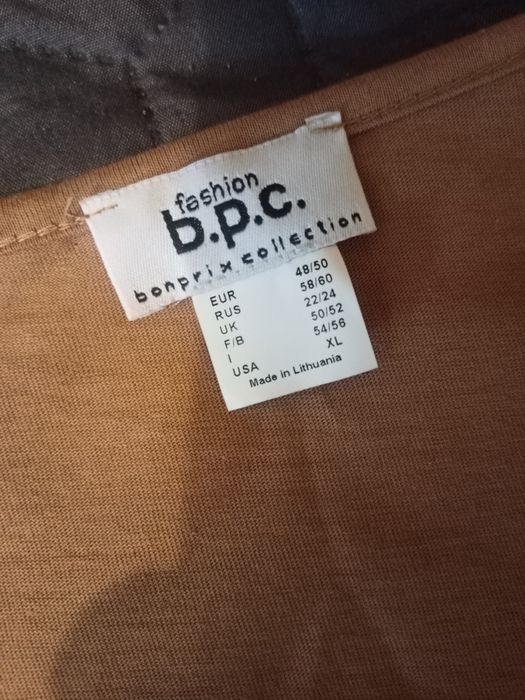 fashion
b.p.c.
bonprix collection
EUR 48/50
RUS 58/60
UK 22/24
F/B 50/52
I 54/56
USA XL
Made in Lithuania